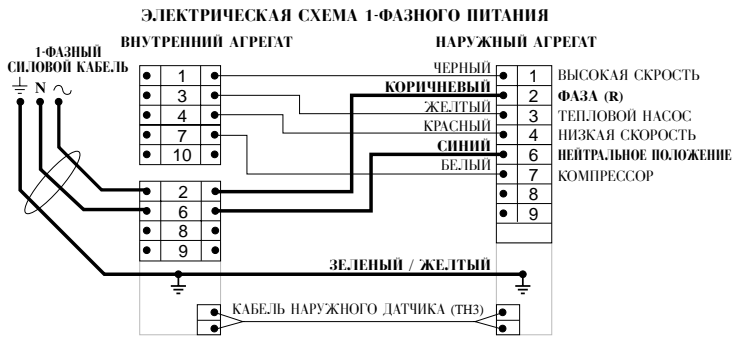 ЭЛЕКТРИЧЕСКАЯ СХЕМА 1-ФАЗНОГО ПИТАНИЯ
ВНУТРЕННИЙ АГРЕГАТ
НАРУЖНЫЙ АГРЕГАТ
1-ФАЗНЫЙ
СИЛОВОЙ КАБЕЛЬ
N
1
3
4
7
10
2
6
8
9
ЧЕРНЫЙ
КОРИЧНЕВЫЙ
ЖЕЛТЫЙ
КРАСНЫЙ
СИНИЙ
БЕЛЫЙ
1 ВЫСОКАЯ СКРОСТЬ
2 ФАЗА (R)
3 ТЕПЛОВОЙ НАСОС
4 НИЗКАЯ СКОРОСТЬ
6 НЕЙТРАЛЬНОЕ ПОЛОЖЕНИЕ
7 КОМПРЕССОР
8
9
ЗЕЛЕНЫЙ / ЖЕЛТЫЙ
КАБЕЛЬ НАРУЖНОГО ДАТЧИКА (ТН3)